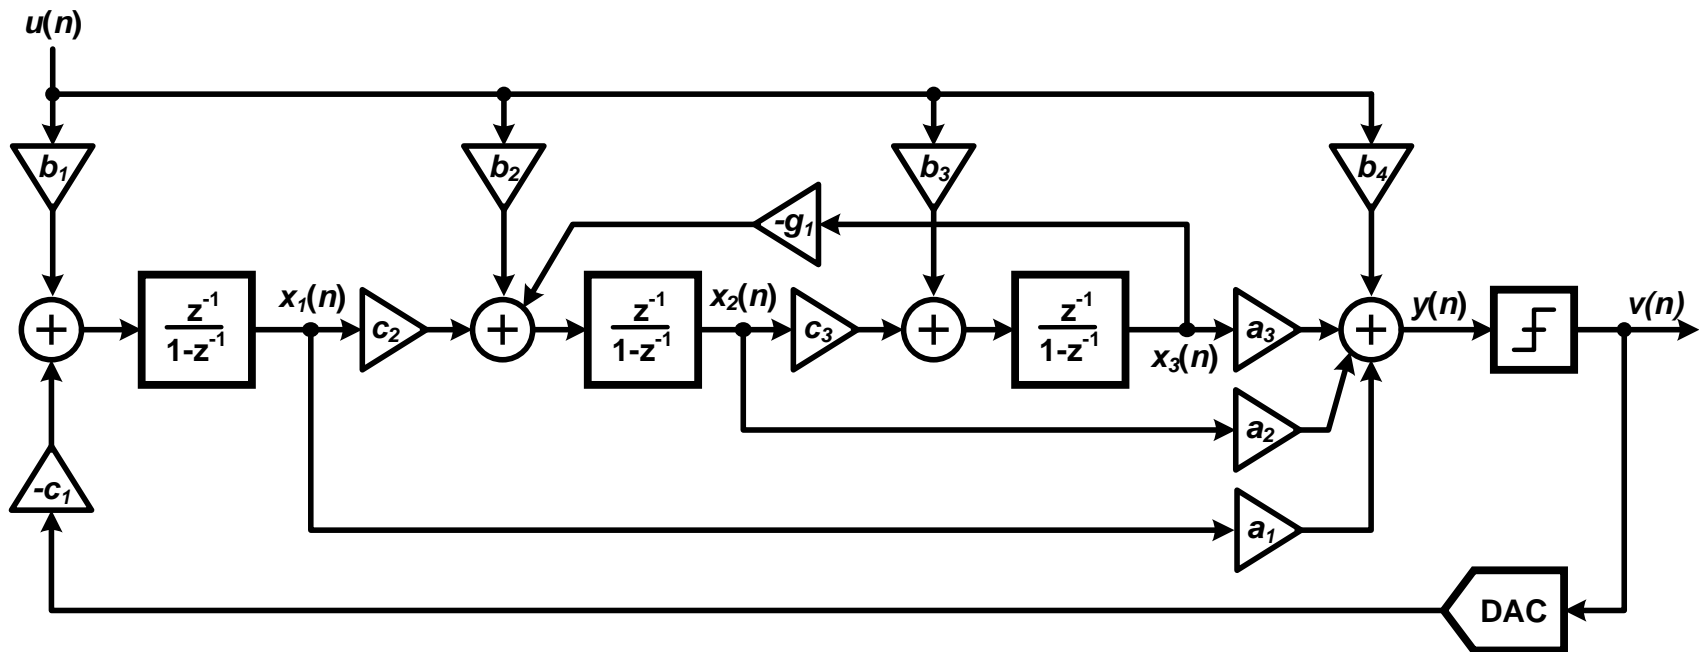 u(n)
b₁ b₂ b₃ b₄
-g₁
x₁(n) x₂(n) y(n) v(n)
z⁻¹ z⁻¹ z⁻¹
+ c₂ + c₃ + a₃ +
1-z⁻¹ 1-z⁻¹ 1-z⁻¹
x₃(n)
a₂
-c₁
a₁
DAC